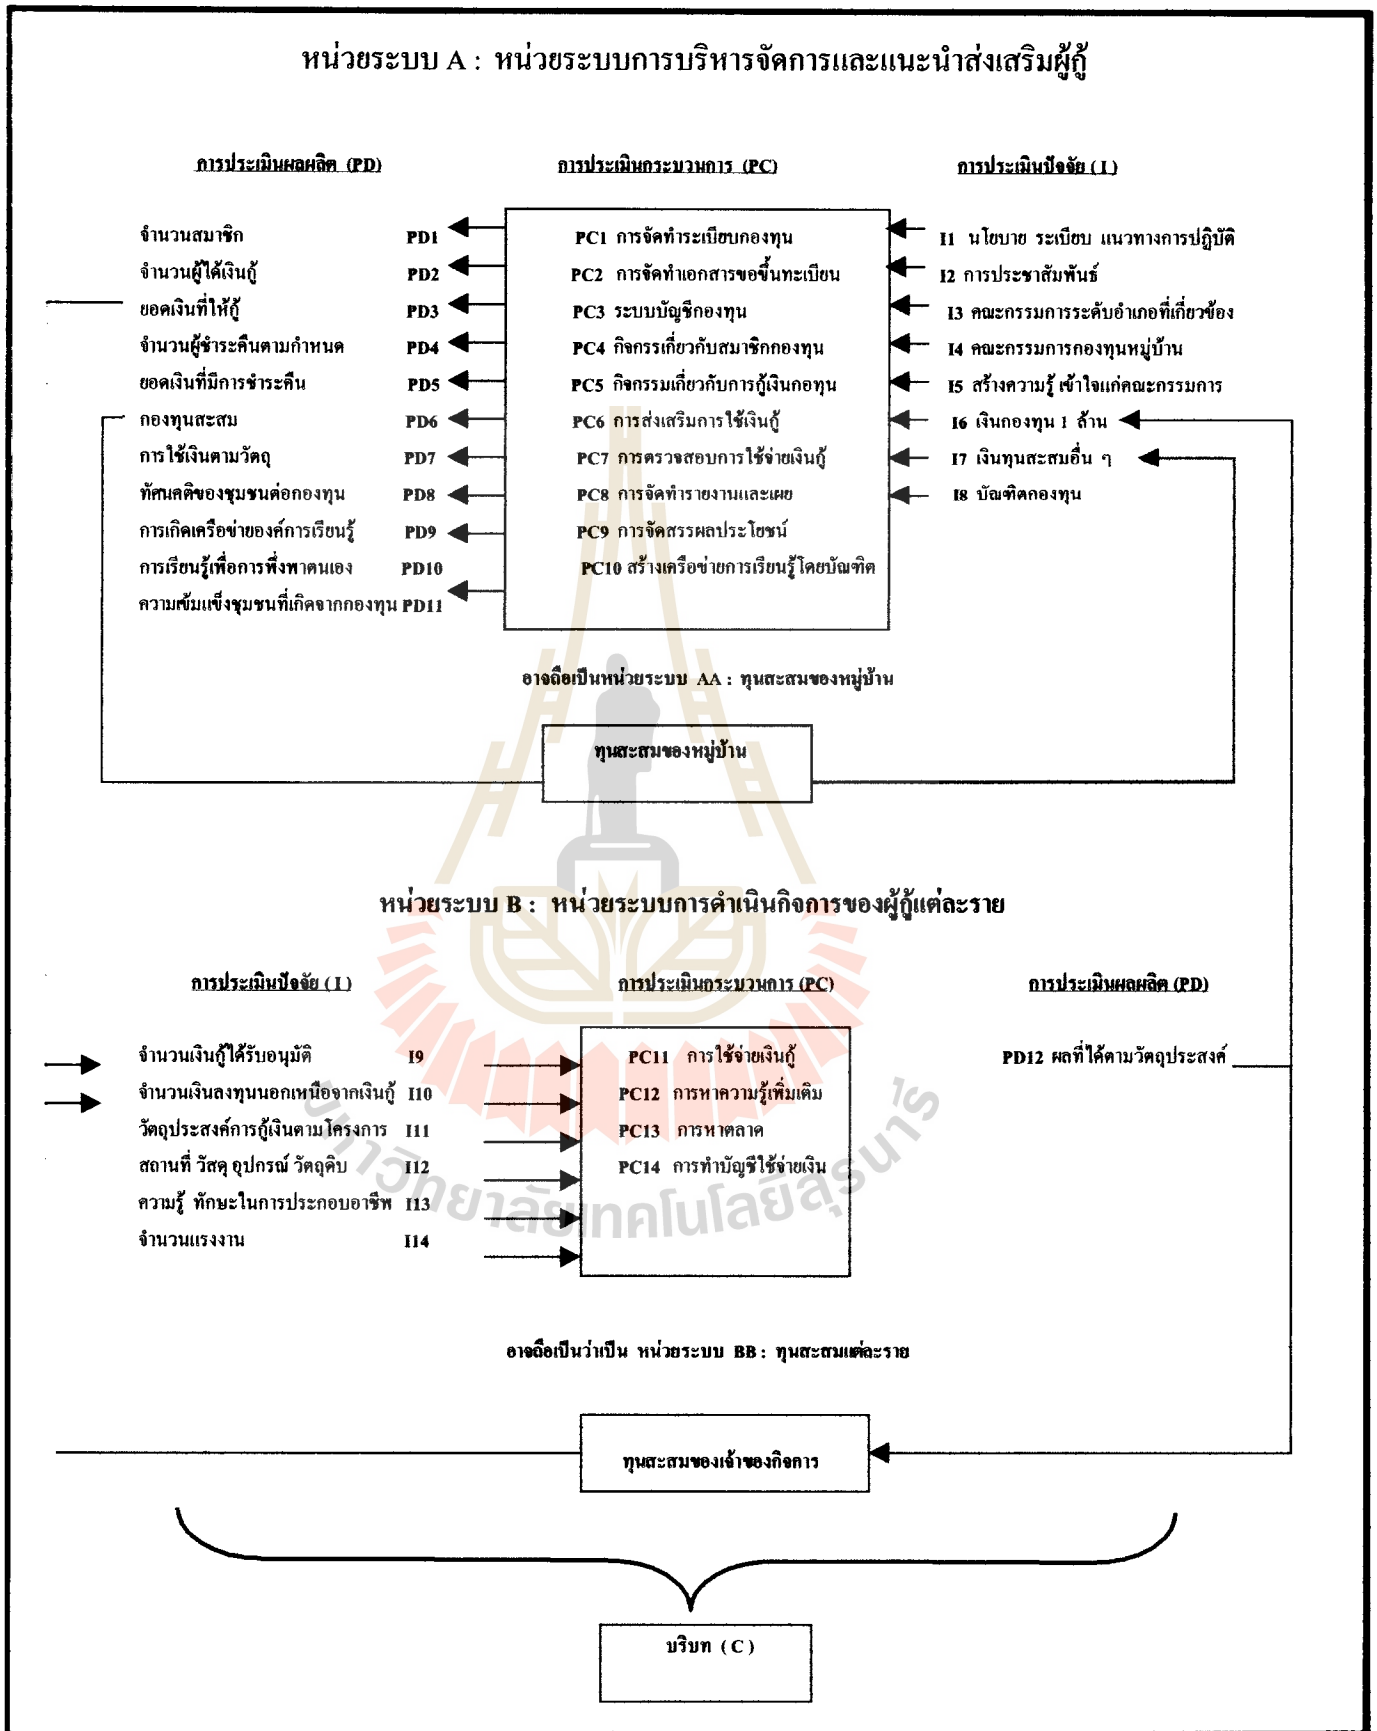 หน่วยระบบ A : หน่วยระบบการบริหารจัดการและแนะนำส่งเสริมผู้กู้
การประเมินผลผลิต (PD) การประเมินกระบวนการ (PC) การประเมินปัจจัย ( I )
จำนวนสมาชิก PD1 PC1 การจัดทำระเบียบกองทุน I1 นโยบาย ระเบียบ แนวทางการปฏิบัติ
จำนวนผู้ได้เงินกู้ PD2 PC2 การจัดทำเอกสารขอขึ้นทะเบียน I2 การประชาสัมพันธ์
ยอดเงินที่ให้กู้ PD3 PC3 ระบบบัญชีกองทุน I3 คณะกรรมการระดับอำเภอที่เกี่ยวข้อง
จำนวนผู้ชำระคืนตามกำหนด PD4 PC4 กิจกรรเกี่ยวกับสมาชิกกองทุน I4 คณะกรรมการกองทุนหมู่บ้าน
ยอดเงินที่มีการชำระคืน PD5 PC5 กิจกรรมเกี่ยวกับการกู้เงินกอทุน I5 สร้างความรู้ เข้าใจแก่คณะกรรมการ
กองทุนสะสม PD6 PC6 การส่งเสริมการใช้เงินกู้ I6 เงินกองทุน 1 ล้าน
การใช้เงินตามวัตถุ PD7 PC7 การตรวจสอบการใช้จ่ายเงินกู้ I7 เงินทุนสะสมอื่น ๆ
ทัศนคติของชุมชนต่อกองทุน PD8 PC8 การจัดทำรายงานและเผย I8 บัณฑิตกองทุน
การเกิดเครือข่ายองค์การเรียนรู้ PD9 PC9 การจัดสรรผลประโยชน์
การเรียนรู้เพื่อการพึ่งพาตนเอง PD10 PC10 สร้างเครือข่ายการเรียนรู้โดยบัณฑิต
ความเข้มแข็งชุมชนที่เกิดจากกองทุน PD11
อาจถือเป็นหน่วยระบบ AA : ทุนสะสมของหมู่บ้าน
ทุนสะสมของหมู่บ้าน
หน่วยระบบ B : หน่วยระบบการดำเนินกิจการของผู้กู้แต่ละราย
การประเมินปัจจัย ( I ) การประเมินกระบวนการ (PC) การประเมินผลผลิต (PD)
จำนวนเงินกู้ได้รับอนุมัติ I9 PC11 การใช้จ่ายเงินกู้ PD12 ผลที่ได้ตามวัตถุประสงค์
จำนวนเงินลงทุนนอกเหนือจากเงินกู้ I10 PC12 การหาความรู้เพิ่มเติม
วัตถุประสงค์การกู้เงินตามโครงการ I11 PC13 การหาตลาด
สถานที่ วัสดุ อุปกรณ์ วัตถุดิบ I12 PC14 การทำบัญชีใช้จ่ายเงิน
ความรู้ ทักษะในการประกอบอาชีพ I13
จำนวนแรงงาน I14
มหาวิทยาลัยเทคโนโลยีสุรนารี
อาจถือเป็นว่าเป็น หน่วยระบบ BB : ทุนสะสมแต่ละราย
ทุนสะสมของเจ้าของกิจการ
บริบท ( C )